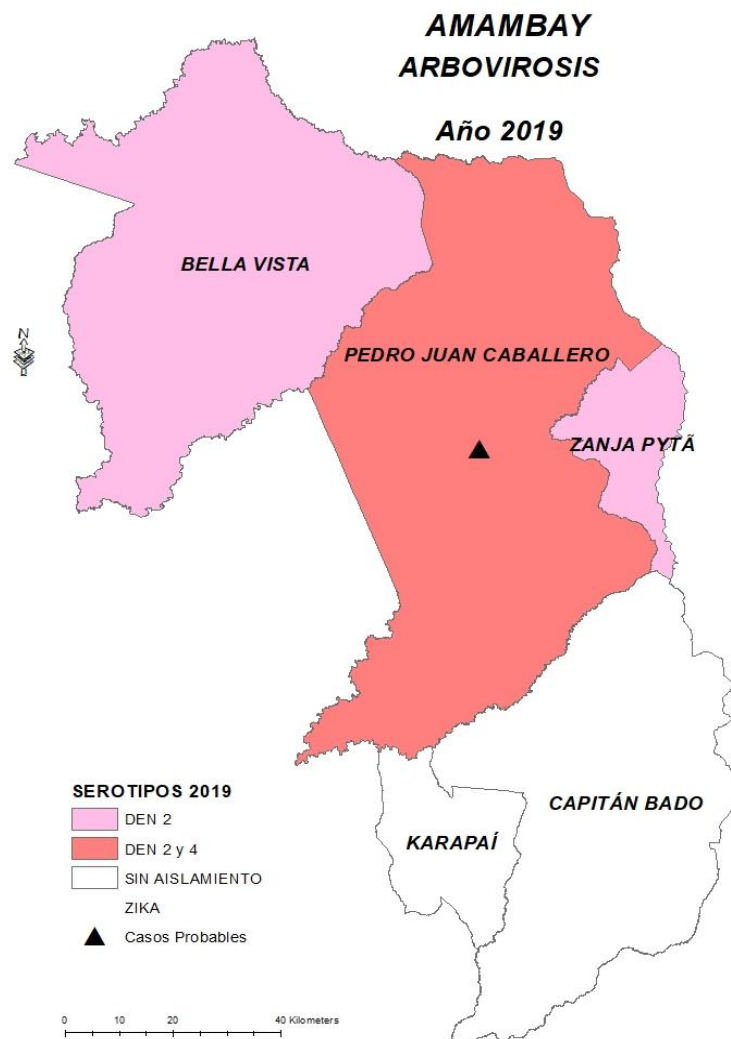 AMAMBAY
ARBOVIROSIS
Año 2019
BELLA VISTA
N
PEDRO JUAN CABALLERO
ZANJA PYTÃ
SEROTIPOS 2019
DEN 2
DEN 2 y 4
SIN AISLAMIENTO
ZIKA
Casos Probables
CAPITÁN BADO
KARAPAÍ
0 10 20 40 Kilometers